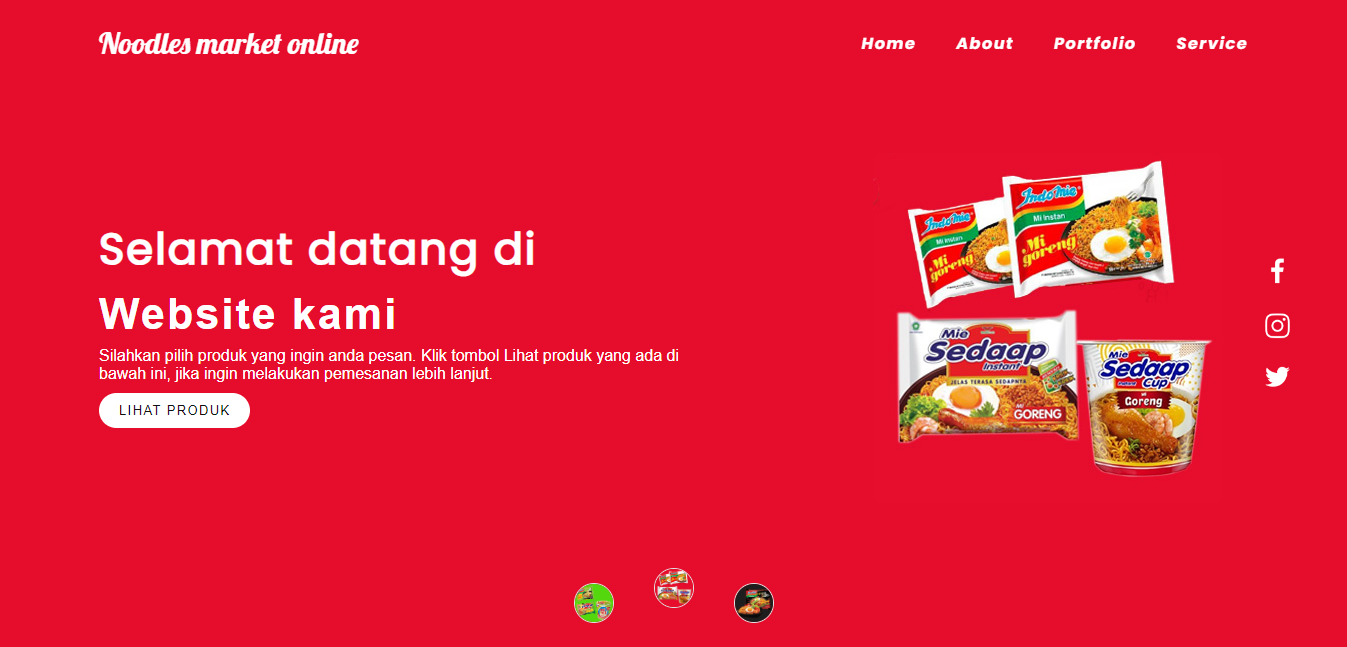 Noodles market online
Home About Portfolio Service
Selamat datang di
Website kami
Silahkan pilih produk yang ingin anda pesan. Klik tombol Lihat produk yang ada di
bawah ini, jika ingin melakukan pemesanan lebih lanjut.
LIHAT PRODUK
Indomie
Mi Instan
Mi
goreng
Indomie
Mi Instan
Mi
goreng
Mie
Sedaap
Instant
JELAS TERASA SEDAPNYA
Mi
GORENG
Mie
Sedaap
Cup
Mi
Goreng